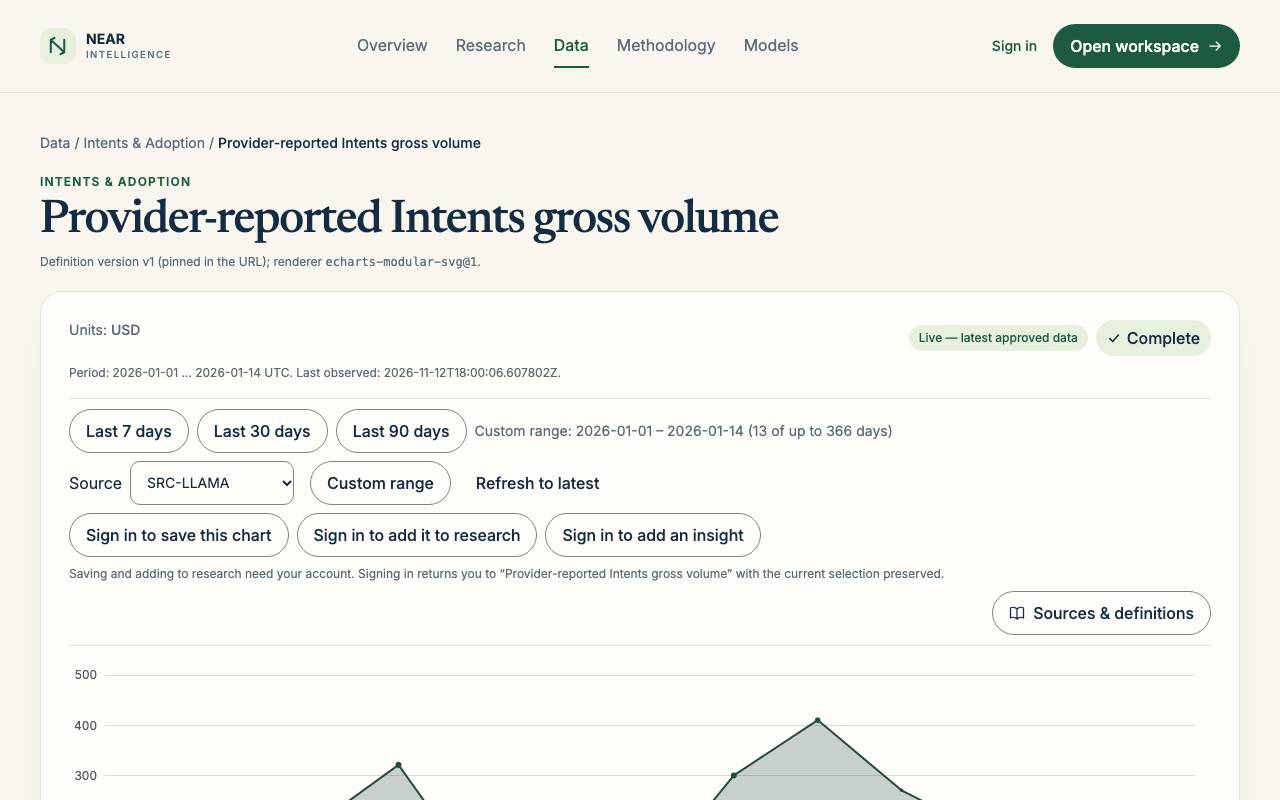 NEAR
INTELLIGENCE
Overview
Research
Data
Methodology
Models
Sign in
Open workspace →
Data / Intents & Adoption / Provider-reported Intents gross volume
INTENTS & ADOPTION
Provider-reported Intents gross volume
Definition version v1 (pinned in the URL); renderer echarts-modular-svg@1.
Units: USD
Live — latest approved data
✓ Complete
Period: 2026-01-01 … 2026-01-14 UTC. Last observed: 2026-11-12T18:00:06.607802Z.
Last 7 days
Last 30 days
Last 90 days
Custom range: 2026-01-01 – 2026-01-14 (13 of up to 366 days)
Source
SRC-LLAMA
Custom range
Refresh to latest
Sign in to save this chart
Sign in to add it to research
Sign in to add an insight
Saving and adding to research need your account. Signing in returns you to “Provider-reported Intents gross volume” with the current selection preserved.
Sources & definitions
500
400
300